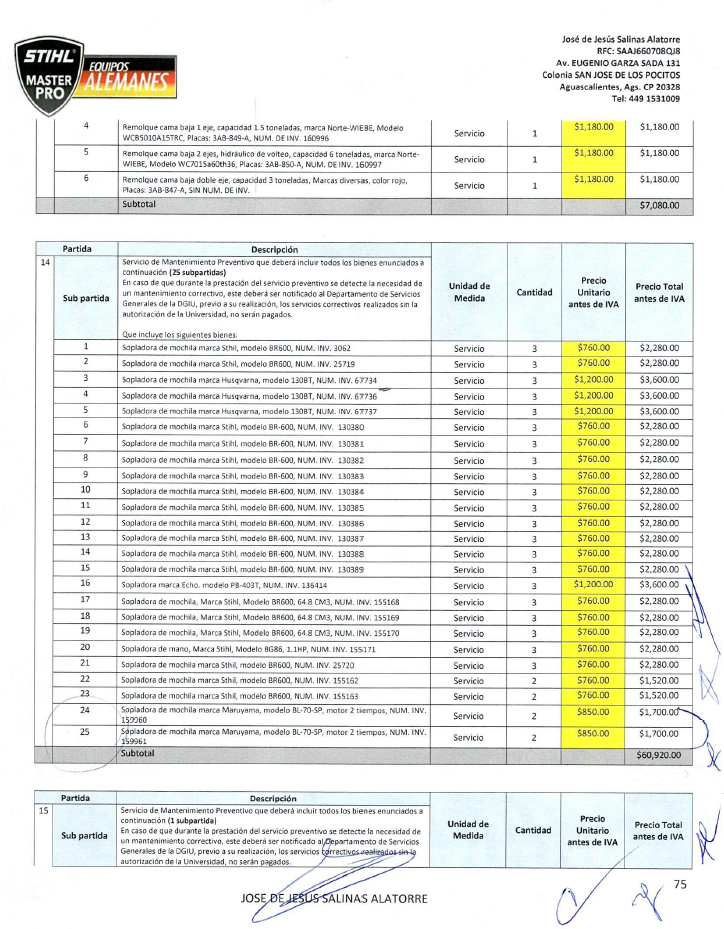 José de Jesús Salinas Alatorre
RFC: SAAJ660708QJ8
Av. EUGENIO GARZA SADA 131
Colonia SAN JOSE DE LOS POCITOS
Aguascalientes, Ags. CP 20328
Tel: 449 1531009
STIHL
MASTER
PRO
EQUIPOS
ALEMANES
4 Remolque cama baja 1 eje, capacidad 1.5 toneladas, marca Norte-WIEBE, Modelo WCB5010A15TRC, Placas: 3AB-849-A, NUM. DE INV. 160996 Servicio 1 $1,180.00 $1,180.00
5 Remolque cama baja 2 ejes, hidráulico de volteo, capacidad 6 toneladas, marca Norte-WIEBE, Modelo WC7015a60th36, Placas: 3AB-850-A, NUM. DE INV. 160997 Servicio 1 $1,180.00 $1,180.00
6 Remolque cama baja doble eje, capacidad 3 toneladas, Marcas diversas, color rojo, Placas: 3AB-847-A, SIN NUM. DE INV. Servicio 1 $1,180.00 $1,180.00
Subtotal $7,080.00
Partida Descripción Unidad de Medida Cantidad Precio Unitario antes de IVA Precio Total antes de IVA
14 Sub partida
Servicio de Mantenimiento Preventivo que deberá incluir todos los bienes enunciados a
continuación (25 subpartidas)
En caso de que durante la prestación del servicio preventivo se detecte la necesidad de
un mantenimiento correctivo, este deberá ser notificado al Departamento de Servicios
Generales de la DGIU, previo a su realización, los servicios correctivos realizados sin la
autorización de la Universidad, no serán pagados.
Que incluye los siguientes bienes:
1 Sopladora de mochila marca Sthil, modelo BR600, NUM. INV. 3062 Servicio 3 $760.00 $2,280.00
2 Sopladora de mochila marca Sthil, modelo BR600, NUM. INV. 25719 Servicio 3 $760.00 $2,280.00
3 Sopladora de mochila marca Husqvarna, modelo 130BT, NUM. INV. 67734 Servicio 3 $1,200.00 $3,600.00
4 Sopladora de mochila marca Husqvarna, modelo 130BT, NUM. INV. 67736 Servicio 3 $1,200.00 $3,600.00
5 Sopladora de mochila marca Husqvarna, modelo 130BT, NUM. INV. 67737 Servicio 3 $1,200.00 $3,600.00
6 Sopladora de mochila marca Stihl, modelo BR-600, NUM. INV. 130380 Servicio 3 $760.00 $2,280.00
7 Sopladora de mochila marca Stihl, modelo BR-600, NUM. INV. 130381 Servicio 3 $760.00 $2,280.00
8 Sopladora de mochila marca Stihl, modelo BR-600, NUM. INV. 130382 Servicio 3 $760.00 $2,280.00
9 Sopladora de mochila marca Stihl, modelo BR-600, NUM. INV. 130383 Servicio 3 $760.00 $2,280.00
10 Sopladora de mochila marca Stihl, modelo BR-600, NUM. INV. 130384 Servicio 3 $760.00 $2,280.00
11 Sopladora de mochila marca Stihl, modelo BR-600, NUM. INV. 130385 Servicio 3 $760.00 $2,280.00
12 Sopladora de mochila marca Stihl, modelo BR-600, NUM. INV. 130386 Servicio 3 $760.00 $2,280.00
13 Sopladora de mochila marca Stihl, modelo BR-600, NUM. INV. 130387 Servicio 3 $760.00 $2,280.00
14 Sopladora de mochila marca Stihl, modelo BR-600, NUM. INV. 130388 Servicio 3 $760.00 $2,280.00
15 Sopladora de mochila marca Stihl, modelo BR-600, NUM. INV. 130389 Servicio 3 $760.00 $2,280.00
16 Sopladora marca Echo. modelo PB-403T, NUM. INV. 136414 Servicio 3 $1,200.00 $3,600.00
17 Sopladora de mochila, Marca Stihl, Modelo BR600, 64.8 CM3, NUM. INV. 155168 Servicio 3 $760.00 $2,280.00
18 Sopladora de mochila, Marca Stihl, Modelo BR600, 64.8 CM3, NUM. INV. 155169 Servicio 3 $760.00 $2,280.00
19 Sopladora de mochila, Marca Stihl, Modelo BR600, 64.8 CM3, NUM. INV. 155170 Servicio 3 $760.00 $2,280.00
20 Sopladora de mano, Marca Stihl, Modelo BG86, 1.1HP, NUM. INV. 155171 Servicio 3 $760.00 $2,280.00
21 Sopladora de mochila marca Sthil, modelo BR600, NUM. INV. 25720 Servicio 3 $760.00 $2,280.00
22 Sopladora de mochila marca Sthil, modelo BR600, NUM. INV. 155162 Servicio 2 $760.00 $1,520.00
23 Sopladora de mochila marca Sthil, modelo BR600, NUM. INV. 155163 Servicio 2 $760.00 $1,520.00
24 Sopladora de mochila marca Maruyama, modelo BL-70-SP, motor 2 tiempos, NUM. INV. 159960 Servicio 2 $850.00 $1,700.00
25 Sopladora de mochila marca Maruyama, modelo BL-70-SP, motor 2 tiempos, NUM. INV. 159961 Servicio 2 $850.00 $1,700.00
Subtotal $60,920.00
Partida Descripción Unidad de Medida Cantidad Precio Unitario antes de IVA Precio Total antes de IVA
15 Sub partida
Servicio de Mantenimiento Preventivo que deberá incluir todos los bienes enunciados a
continuación (1 subpartida)
En caso de que durante la prestación del servicio preventivo se detecte la necesidad de
un mantenimiento correctivo, este deberá ser notificado al Departamento de Servicios
Generales de la DGIU, previo a su realización, los servicios correctivos realizados sin la
autorización de la Universidad, no serán pagados.
75
JOSE DE JESUS SALINAS ALATORRE